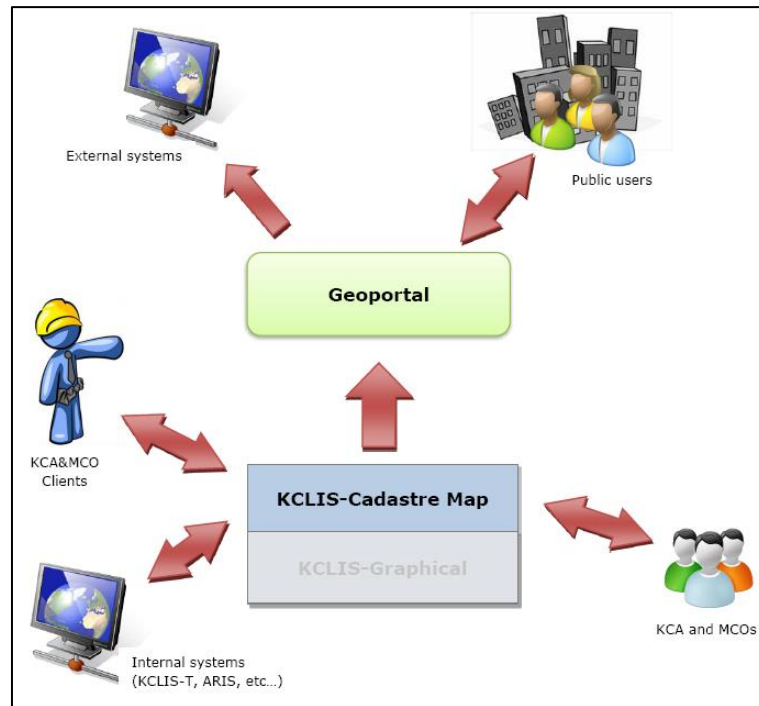 External systems
Public users
Geoportal
KCA&MCO
Clients
KCLIS-Cadastre Map
KCLIS-Graphical
KCA and MCOs
Internal systems
(KCLIS-T, ARIS, etc...)